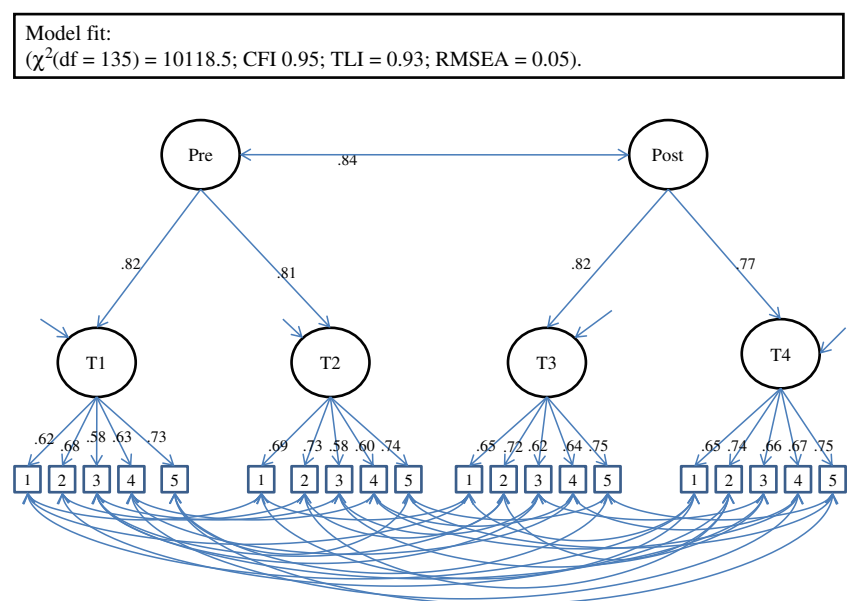 Model fit:
(χ²(df = 135) = 10118.5; CFI 0.95; TLI = 0.93; RMSEA = 0.05).
Pre
Post
.84
.82
.81
.82
.77
T1
T2
T3
T4
.62 .68 .58 .63 .73
.69 .73 .58 .60 .74
.65 .72 .62 .64 .75
.65 .74 .66 .67 .75
1 2 3 4 5
1 2 3 4 5
1 2 3 4 5
1 2 3 4 5